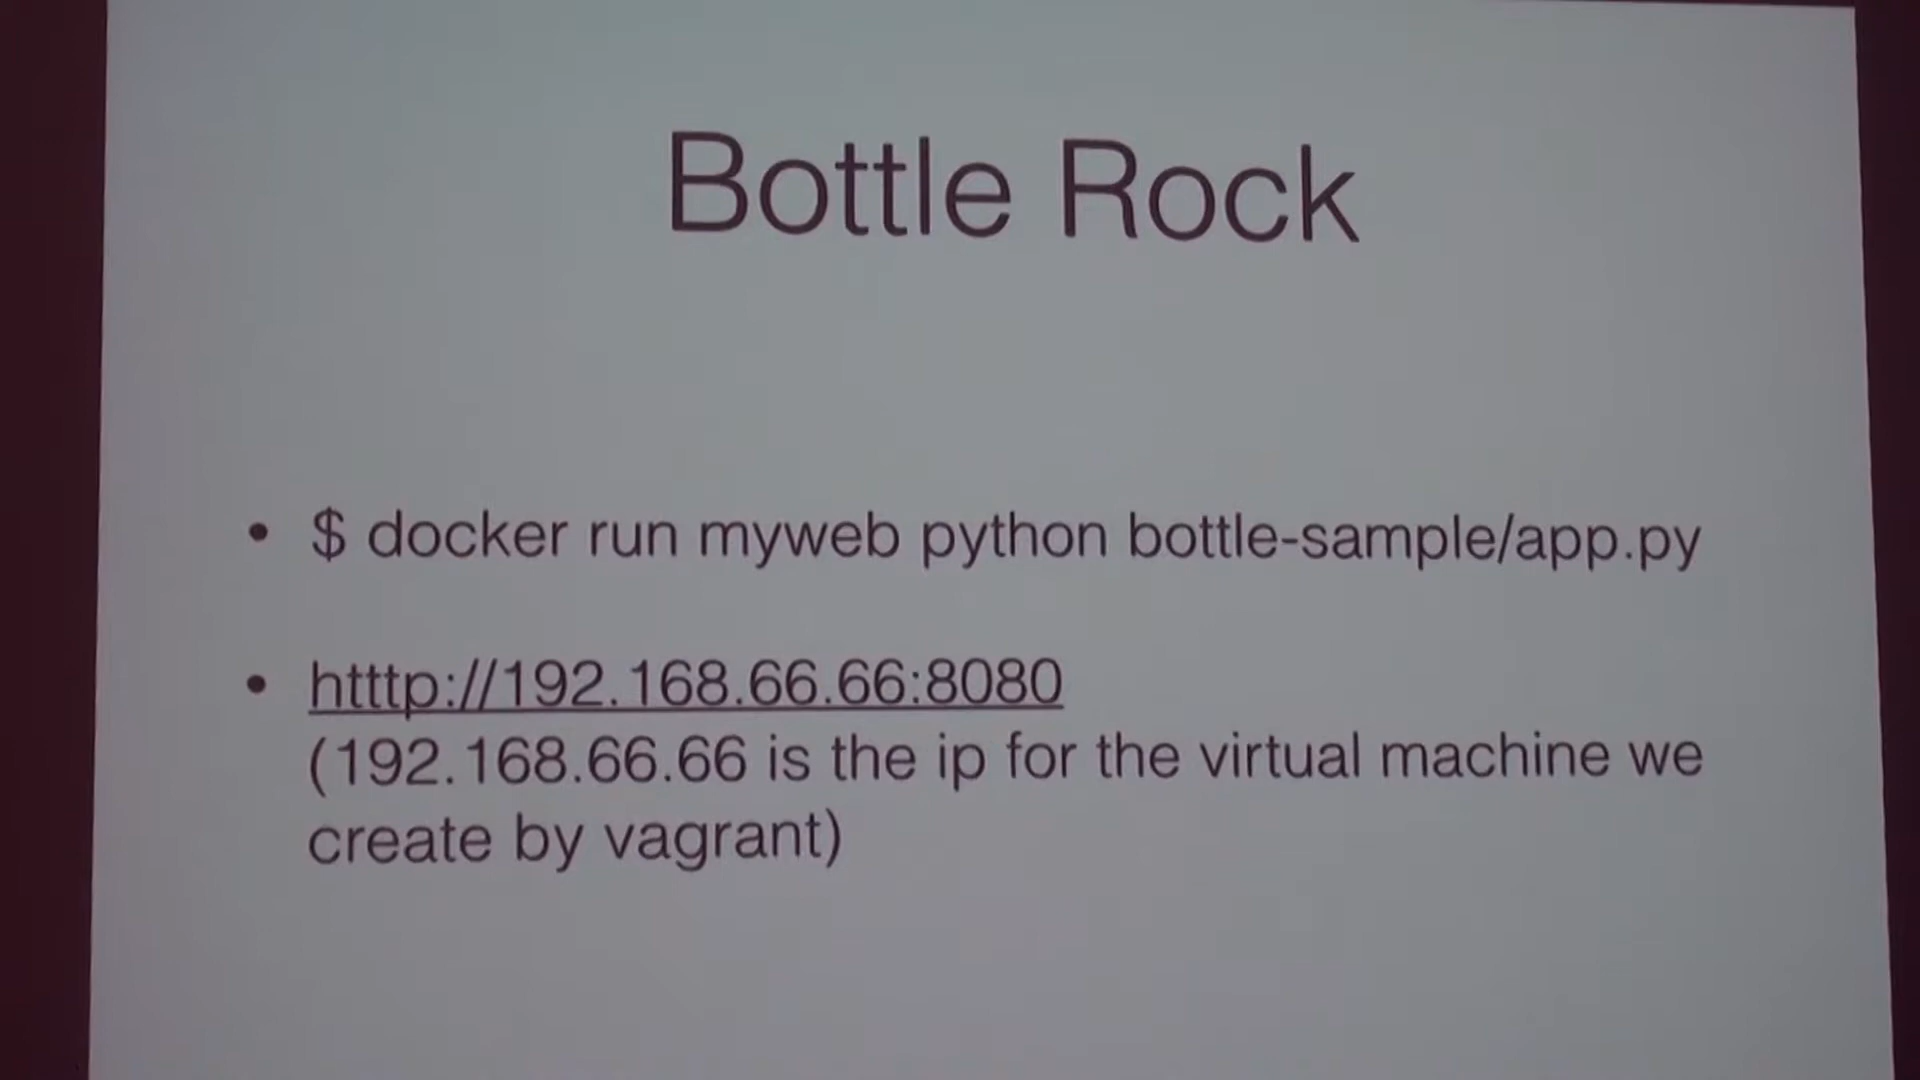 Bottle Rock
• $ docker run myweb python bottle-sample/app.py
• htttp://192.168.66.66:8080
(192.168.66.66 is the ip for the virtual machine we
create by vagrant)